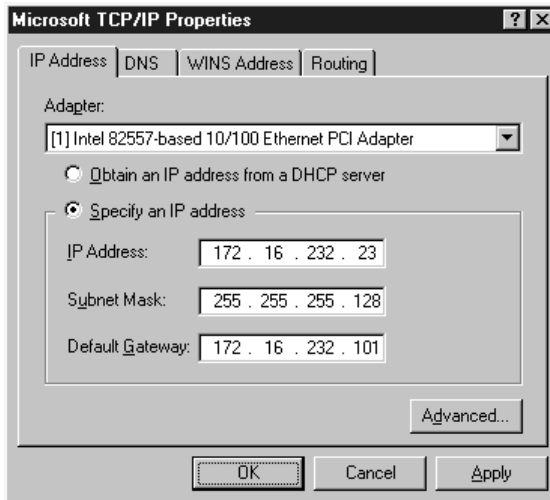 Microsoft TCP/IP Properties
IP Address DNS WINS Address Routing
Adapter:
[1] Intel 82557-based 10/100 Ethernet PCI Adapter
Obtain an IP address from a DHCP server
Specify an IP address
IP Address: 172 . 16 . 232 . 23
Subnet Mask: 255 . 255 . 255 . 128
Default Gateway: 172 . 16 . 232 . 101
Advanced...
OK Cancel Apply